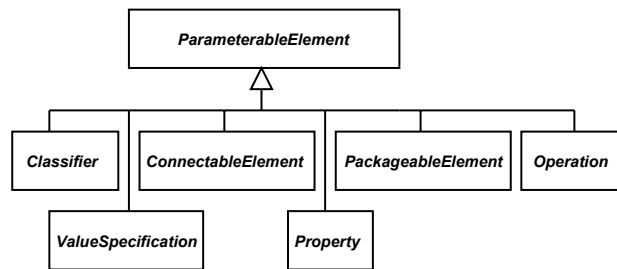 ParameterableElement
Classifier
ConnectableElement
PackageableElement
Operation
ValueSpecification
Property